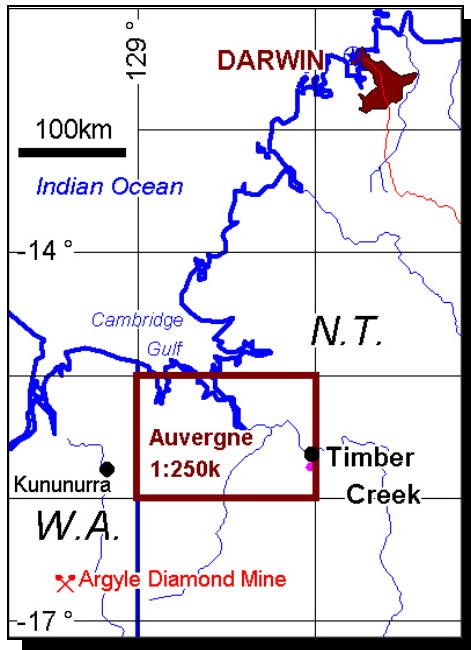 129 °
DARWIN
100km
Indian Ocean
-14 °
Cambridge
Gulf
N.T.
Auvergne
1:250k
Timber
Creek
Kununurra
W.A.
Argyle Diamond Mine
-17 °